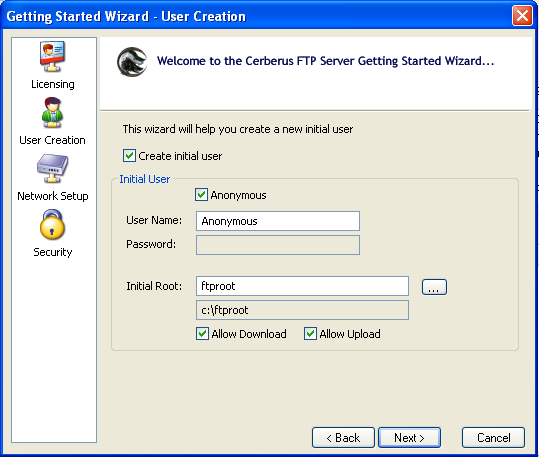 Getting Started Wizard - User Creation
Licensing
User Creation
Network Setup
Security
Welcome to the Cerberus FTP Server Getting Started Wizard...
This wizard will help you create a new initial user
Create initial user
Initial User
Anonymous
User Name: Anonymous
Password:
Initial Root: ftproot ...
c:\ftproot
Allow Download Allow Upload
< Back Next > Cancel